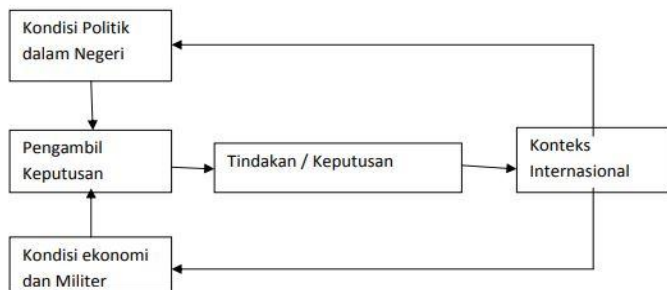 Kondisi Politik
dalam Negeri
Pengambil
Keputusan
Tindakan / Keputusan
Konteks
Internasional
Kondisi ekonomi
dan Militer